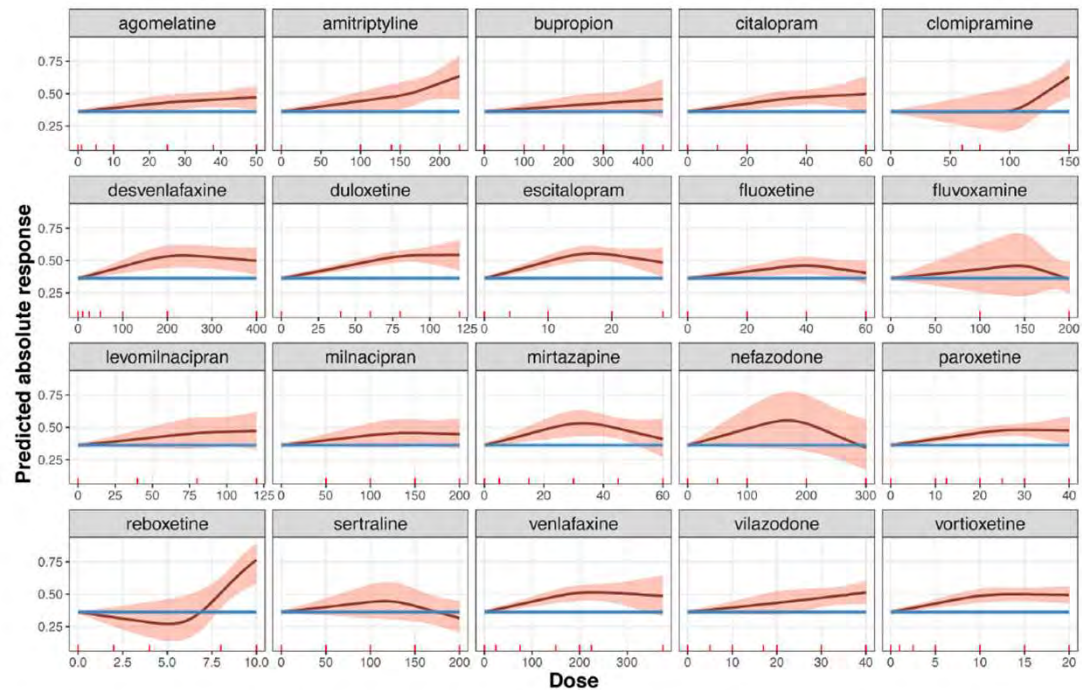 agomelatine amitriptyline bupropion citalopram clomipramine
0.75
0.50
0.25
0 10 20 30 40 50 0 50 100 150 200 0 100 200 300 400 0 20 40 60 0 50 100 150
desvenlafaxine duloxetine escitalopram fluoxetine fluvoxamine
0.75
0.50
0.25
0 100 200 300 400 0 25 50 75 100 125 0 10 20 0 20 40 60 0 50 100 150 200
levomilnacipran milnacipran mirtazapine nefazodone paroxetine
0.75
0.50
0.25
0 25 50 75 100 125 0 50 100 150 200 0 20 40 60 0 100 200 300 0 10 20 30 40
reboxetine sertraline venlafaxine vilazodone vortioxetine
0.75
0.50
0.25
0.0 2.5 5.0 7.5 10.0 0 50 100 150 200 0 100 200 300 0 10 20 30 40 0 5 10 15 20
Predicted absolute response
Dose